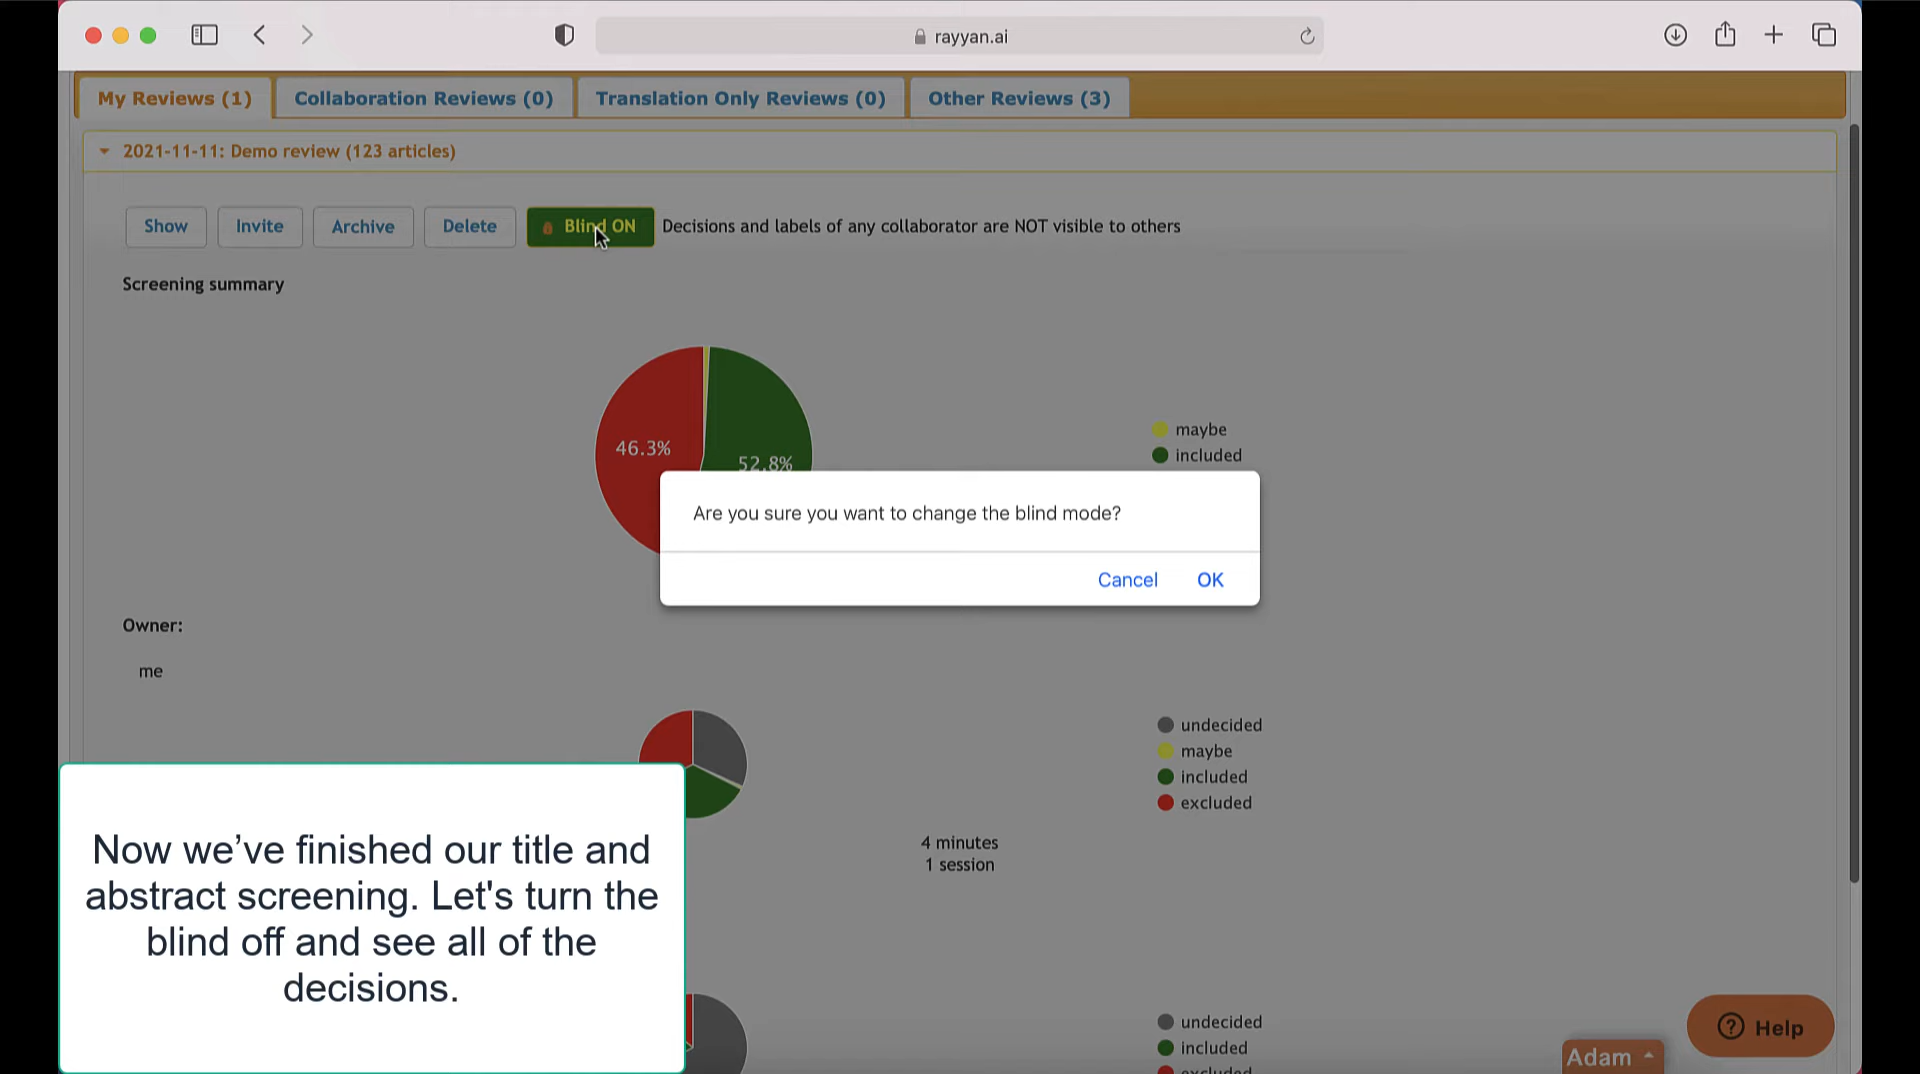 rayyan.ai
My Reviews (1)
Collaboration Reviews (0)
Translation Only Reviews (0)
Other Reviews (3)
2021-11-11: Demo review (123 articles)
Show
Invite
Archive
Delete
Blind ON
Decisions and labels of any collaborator are NOT visible to others
Screening summary
46.3%
52.8%
maybe
included
Are you sure you want to change the blind mode?
Cancel
OK
Owner:
me
undecided
maybe
included
excluded
4 minutes
1 session
Now we’ve finished our title and
abstract screening. Let's turn the
blind off and see all of the
decisions.
undecided
included
excluded
Help
Adam